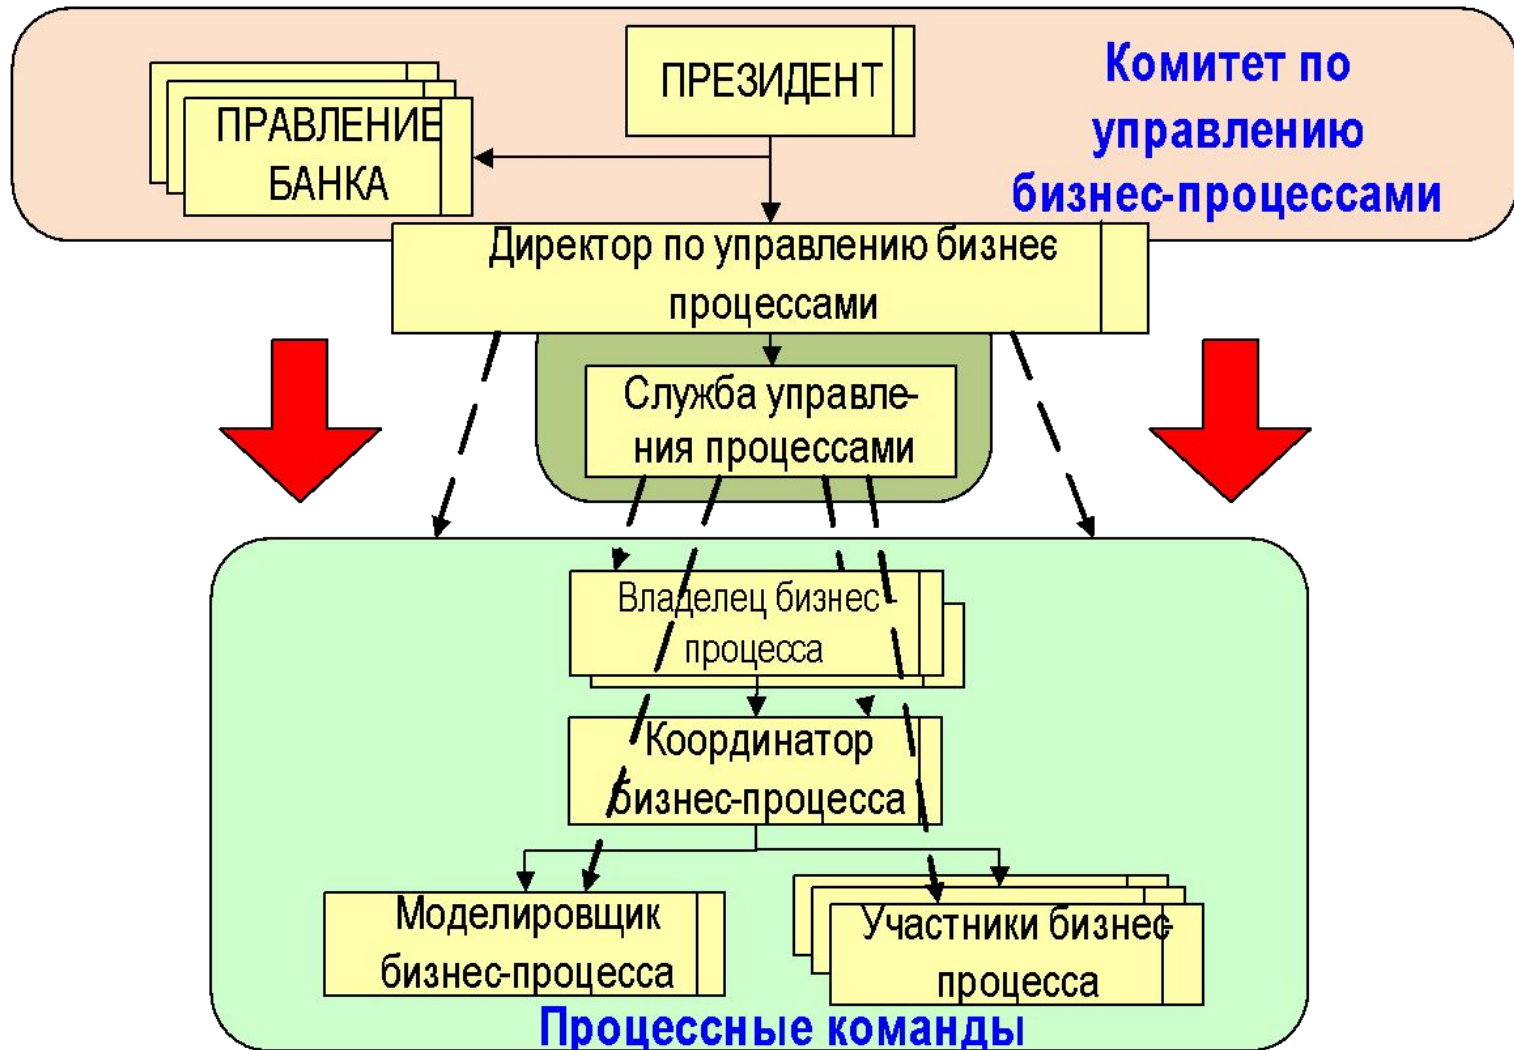 ПРЕЗИДЕНТ
Комитет по
управлению
бизнес-процессами
ПРАВЛЕНИЕ
БАНКА
Директор по управлению бизнес
процессами
Служба управле-
ния процессами
Владелец бизнес -
процесса
Координатор
бизнес-процесса
Моделировщик
бизнес-процесса
Участники бизнес-
процесса
Процессные команды